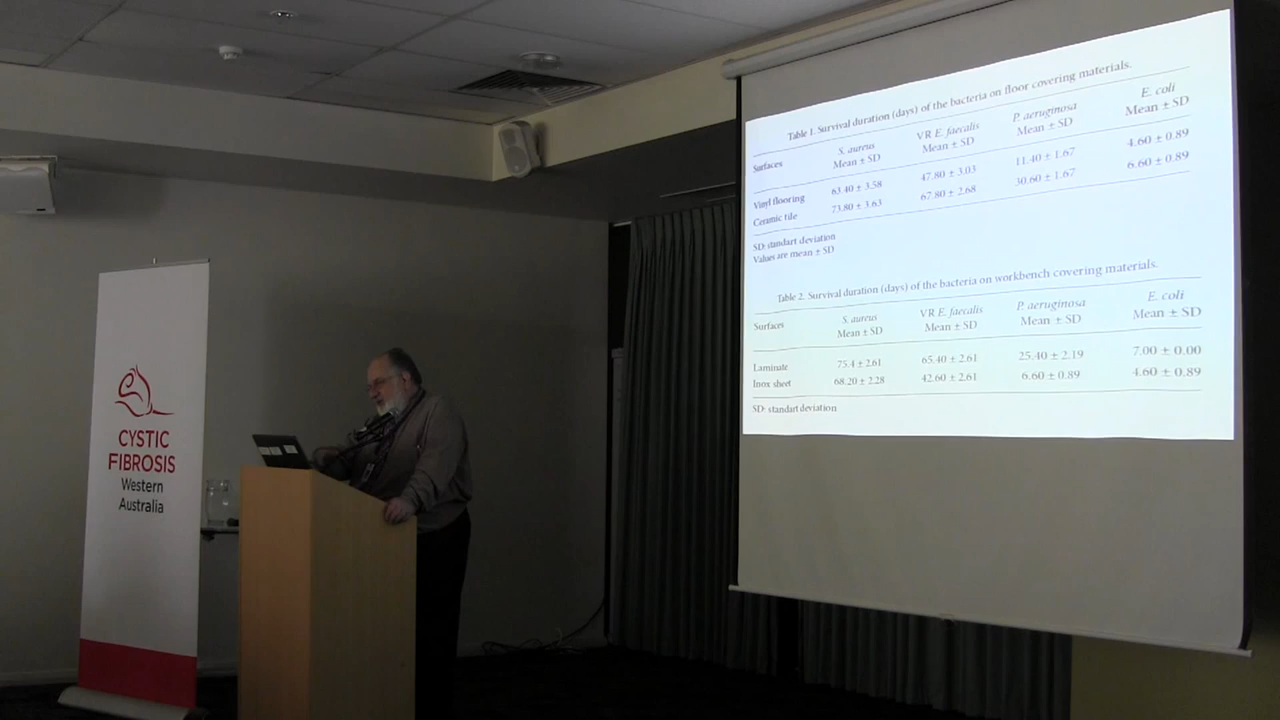 CYSTIC
FIBROSIS
Western
Australia
Table 1. Survival duration (days) of the bacteria on floor covering materials.
Surfaces S. aureus Mean ± SD VR E. faecalis Mean ± SD P. aeruginosa Mean ± SD E. coli Mean ± SD
Vinyl flooring 63.40 ± 3.58 47.80 ± 3.03 11.40 ± 1.67 4.60 ± 0.89
Ceramic tile 73.80 ± 3.63 67.80 ± 2.68 30.60 ± 1.67 6.60 ± 0.89
SD: standart deviation
Values are mean ± SD
Table 2. Survival duration (days) of the bacteria on workbench covering materials.
Surfaces S. aureus Mean ± SD VR E. faecalis Mean ± SD P. aeruginosa Mean ± SD E. coli Mean ± SD
Laminate 75.4 ± 2.61 65.40 ± 2.61 25.40 ± 2.19 7.00 ± 0.00
Inox sheet 68.20 ± 2.28 42.60 ± 2.61 6.60 ± 0.89 4.60 ± 0.89
SD: standart deviation